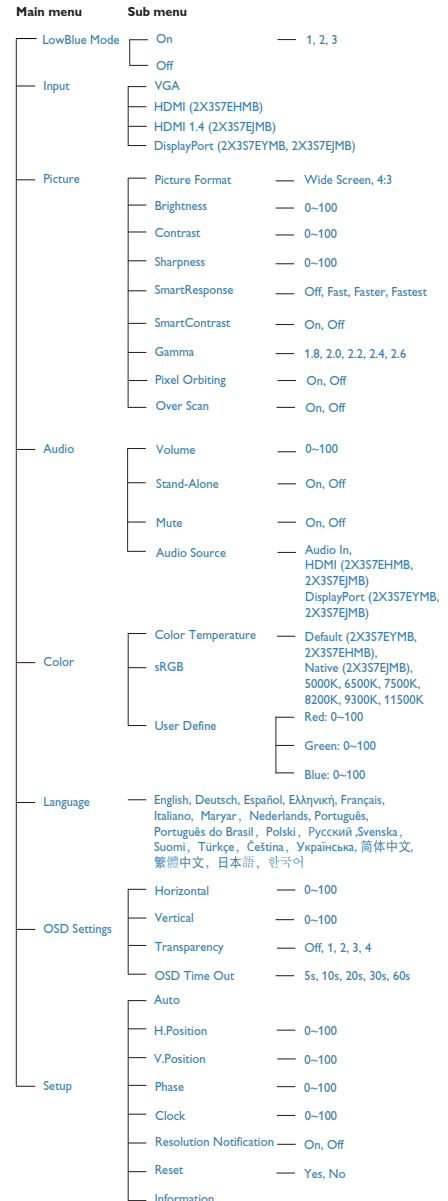 Main menu Sub menu
LowBlue Mode On 1, 2, 3
Off
Input VGA
HDMI (2X3S7EHMB)
HDMI 1.4 (2X3S7EJMB)
DisplayPort (2X3S7EYMB, 2X3S7EJMB)
Picture Picture Format Wide Screen, 4:3
Brightness 0~100
Contrast 0~100
Sharpness 0~100
SmartResponse Off, Fast, Faster, Fastest
SmartContrast On, Off
Gamma 1.8, 2.0, 2.2, 2.4, 2.6
Pixel Orbiting On, Off
Over Scan On, Off
Audio Volume 0~100
Stand-Alone On, Off
Mute On, Off
Audio Source Audio In,
HDMI (2X3S7EHMB,
2X3S7EJMB)
DisplayPort (2X3S7EYMB,
2X3S7EJMB)
Color Color Temperature Default (2X3S7EYMB,
2X3S7EHMB),
Native (2X3S7EJMB),
5000K, 6500K, 7500K,
8200K, 9300K, 11500K
sRGB
User Define Red: 0~100
Green: 0~100
Blue: 0~100
Language English, Deutsch, Español, Ελληνική, Français,
Italiano, Maryar, Nederlands, Português,
Português do Brasil, Polski, Русский ,Svenska,
Suomi, Türkçe, Čeština, Українська, 简体中文,
繁體中文, 日本語, 한국어
OSD Settings Horizontal 0~100
Vertical 0~100
Transparency Off, 1, 2, 3, 4
OSD Time Out 5s, 10s, 20s, 30s, 60s
Setup Auto
H.Position 0~100
V.Position 0~100
Phase 0~100
Clock 0~100
Resolution Notification On, Off
Reset Yes, No
Information